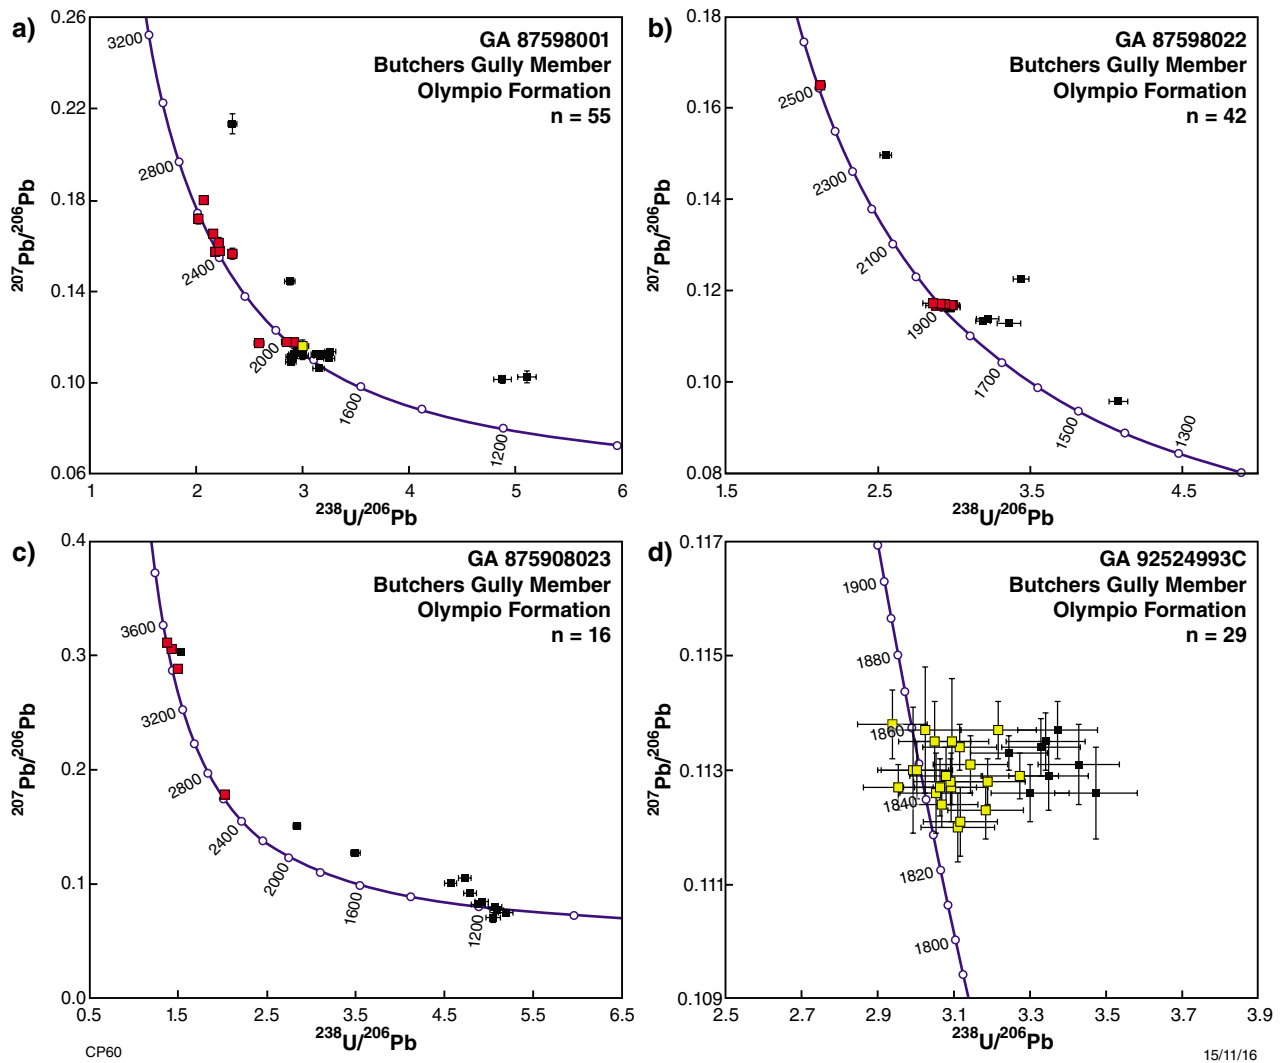 a)
GA 87598001
Butchers Gully Member
Olympio Formation
n = 55
0.26
0.22
0.18
0.14
0.10
0.06
207Pb/206Pb
3200
2800
2400
2000
1600
1200
1
2
3
4
5
6
238U/206Pb
b)
GA 87598022
Butchers Gully Member
Olympio Formation
n = 42
0.18
0.16
0.14
0.12
0.10
0.08
207Pb/206Pb
2500
2300
2100
1900
1700
1500
1300
1.5
2.5
3.5
4.5
238U/206Pb
c)
GA 875908023
Butchers Gully Member
Olympio Formation
n = 16
0.4
0.3
0.2
0.1
0.0
207Pb/206Pb
3600
3200
2800
2400
2000
1600
1200
0.5
1.5
2.5
3.5
4.5
5.5
6.5
238U/206Pb
d)
GA 92524993C
Butchers Gully Member
Olympio Formation
n = 29
0.117
0.115
0.113
0.111
0.109
207Pb/206Pb
1900
1880
1860
1840
1820
1800
2.5
2.7
2.9
3.1
3.3
3.5
3.7
3.9
238U/206Pb
CP60
15/11/16